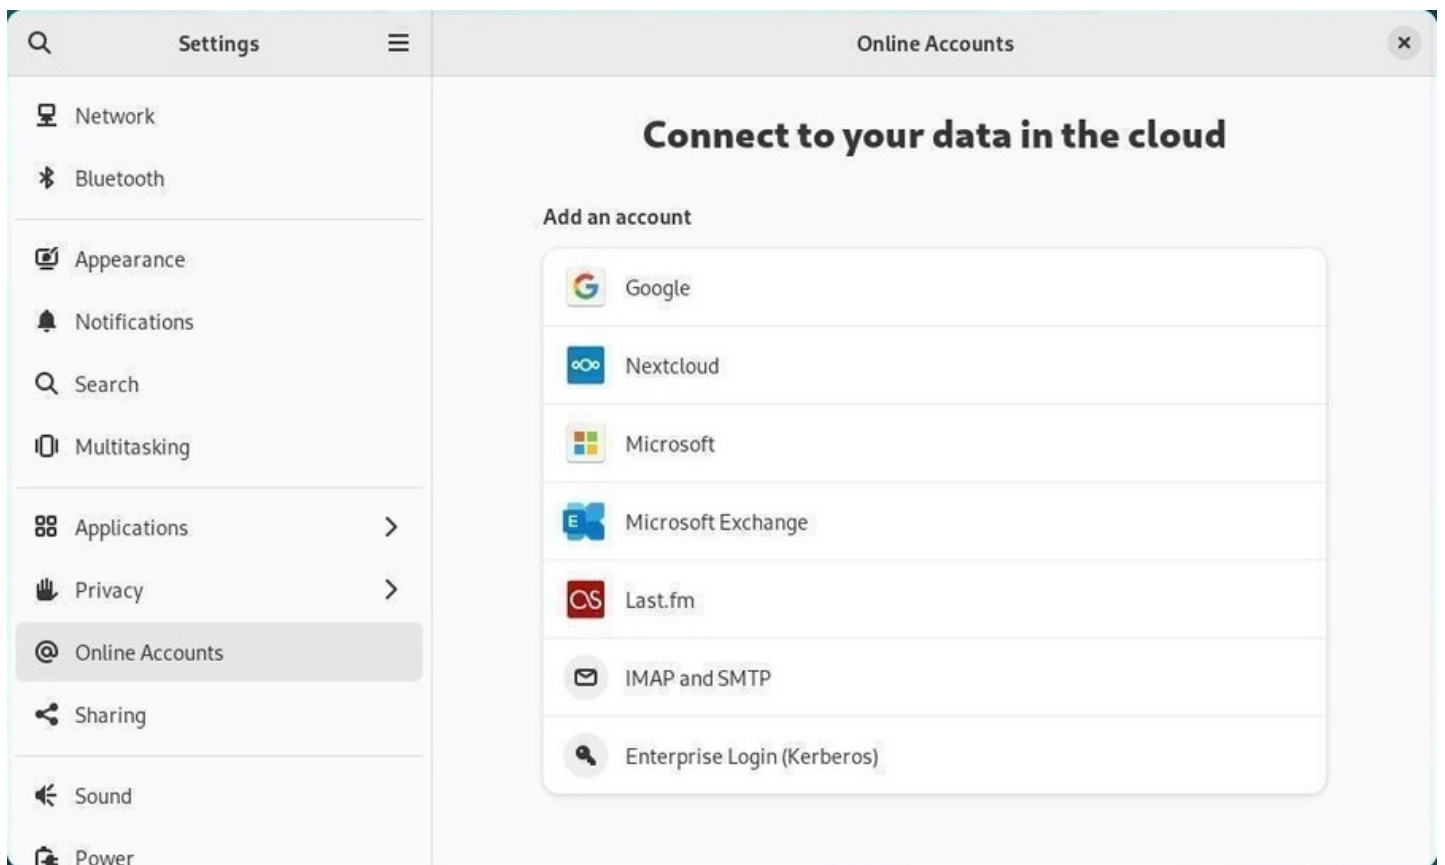 Settings
Network
Bluetooth
Appearance
Notifications
Search
Multitasking
Applications
Privacy
Online Accounts
Sharing
Sound
Power
Online Accounts
Connect to your data in the cloud
Add an account
Google
Nextcloud
Microsoft
E
Microsoft Exchange
Last.fm
IMAP and SMTP
Enterprise Login (Kerberos)